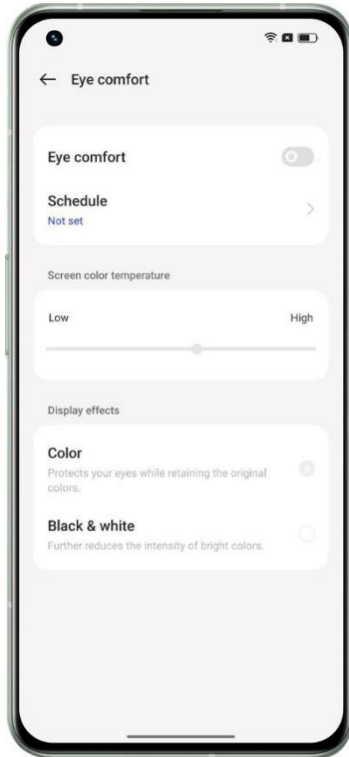 Eye comfort
Eye comfort
Schedule
Not set
Screen color temperature
Low High
Display effects
Color
Protects your eyes while retaining the original
colors.
Black & white
Further reduces the intensity of bright colors.